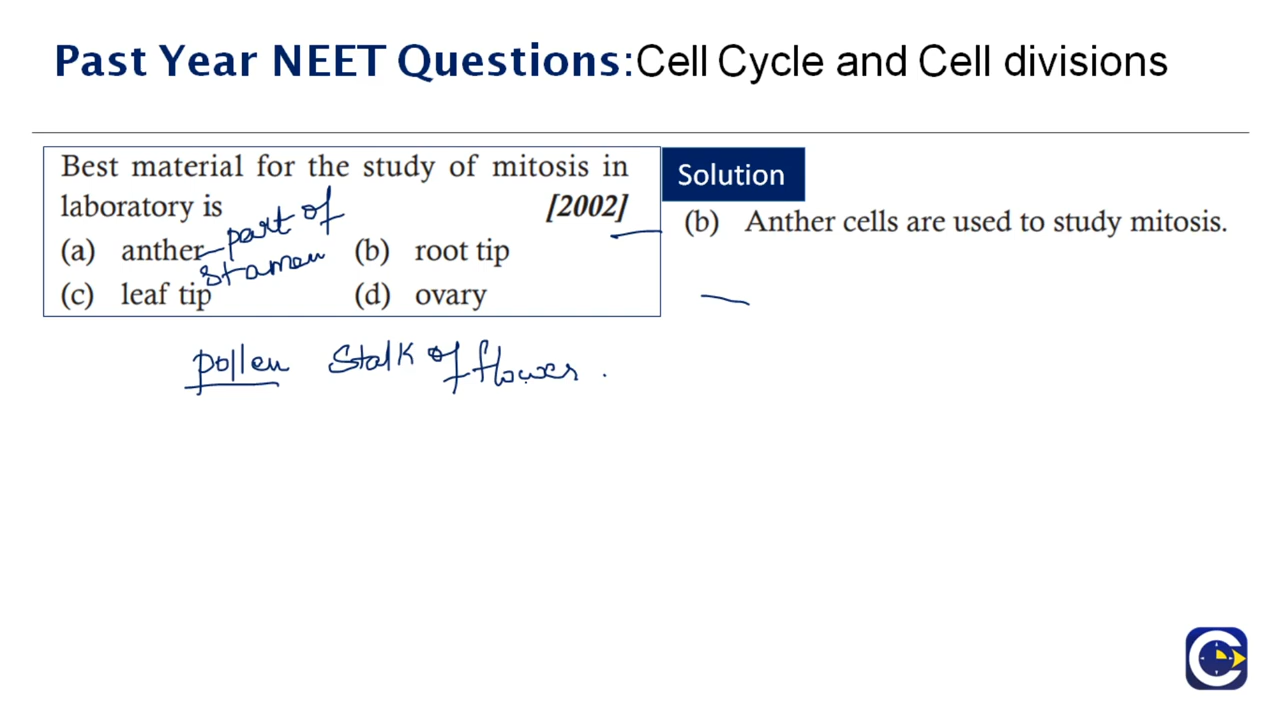 Past Year NEET Questions:Cell Cycle and Cell divisions
Best material for the study of mitosis in
laboratory is [2002]
(a) anther (b) root tip
(c) leaf tip (d) ovary
part of
stamen
pollen stalk of flower.
Solution
(b) Anther cells are used to study mitosis.